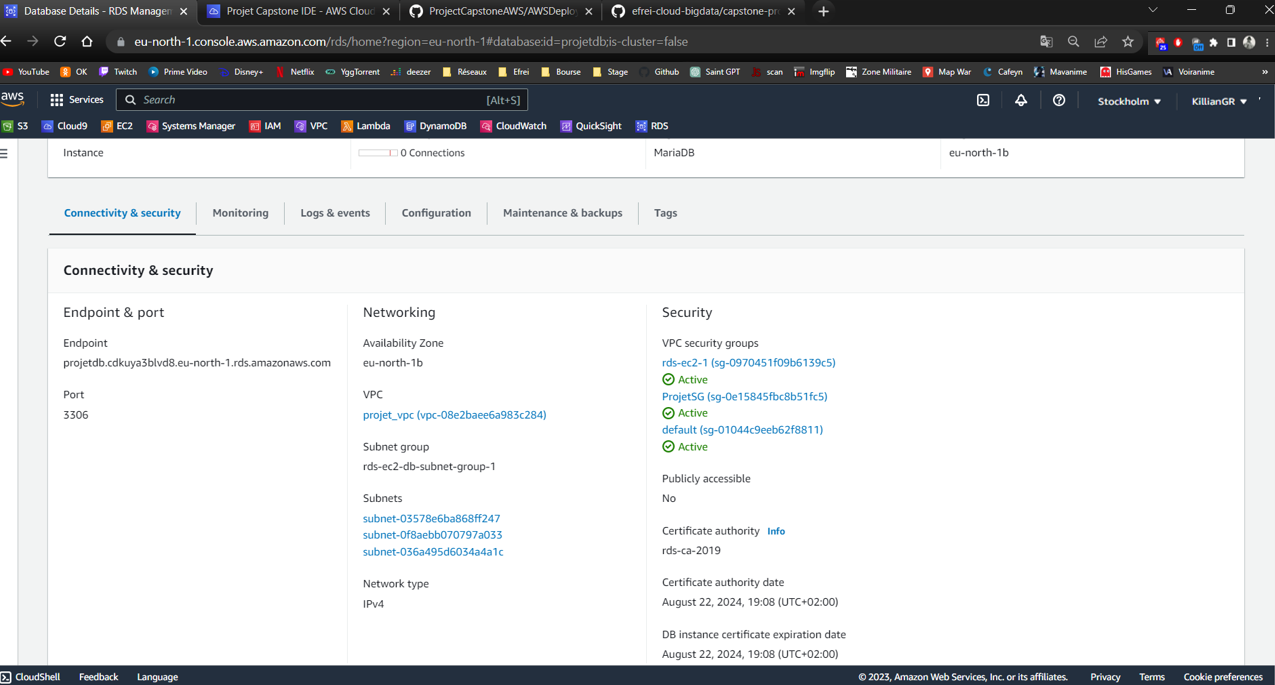 Database Details - RDS Manager
Projet Capstone IDE - AWS Cloud
ProjectCapstoneAWS/AWSDeploy
efrei-cloud-bigdata/capstone-pro
eu-north-1.console.aws.amazon.com/rds/home?region=eu-north-1#database:id=projetdb;is-cluster=false
YouTube OK Twitch Prime Video Disney+ Netflix YggTorrent deezer Réseaux Efrei Bourse Stage Github Saint GPT scan Imgflip Zone Militaire Map War Cafeyn Mavanime HisGames Voiranime »
aws Services Search [Alt+S] Stockholm KillianGR
S3 Cloud9 EC2 Systems Manager IAM VPC Lambda DynamoDB CloudWatch QuickSight RDS
Instance 0 Connections MariaDB eu-north-1b
Connectivity & security Monitoring Logs & events Configuration Maintenance & backups Tags
Connectivity & security
Endpoint & port
Endpoint
projetdb.cdkuya3blvd8.eu-north-1.rds.amazonaws.com
Port
3306
Networking
Availability Zone
eu-north-1b
VPC
projet_vpc (vpc-08e2baee6a983c284)
Subnet group
rds-ec2-db-subnet-group-1
Subnets
subnet-03578e6ba868ff247
subnet-0f8aebb070797a033
subnet-036a495d6034a4a1c
Network type
IPv4
Security
VPC security groups
rds-ec2-1 (sg-0970451f09b6139c5)
Active
ProjetSG (sg-0e15845fbc8b51fc5)
Active
default (sg-01044c9eeb62f8811)
Active
Publicly accessible
No
Certificate authority Info
rds-ca-2019
Certificate authority date
August 22, 2024, 19:08 (UTC+02:00)
DB instance certificate expiration date
August 22, 2024, 19:08 (UTC+02:00)
CloudShell Feedback Language © 2023, Amazon Web Services, Inc. or its affiliates. Privacy Terms Cookie preferences